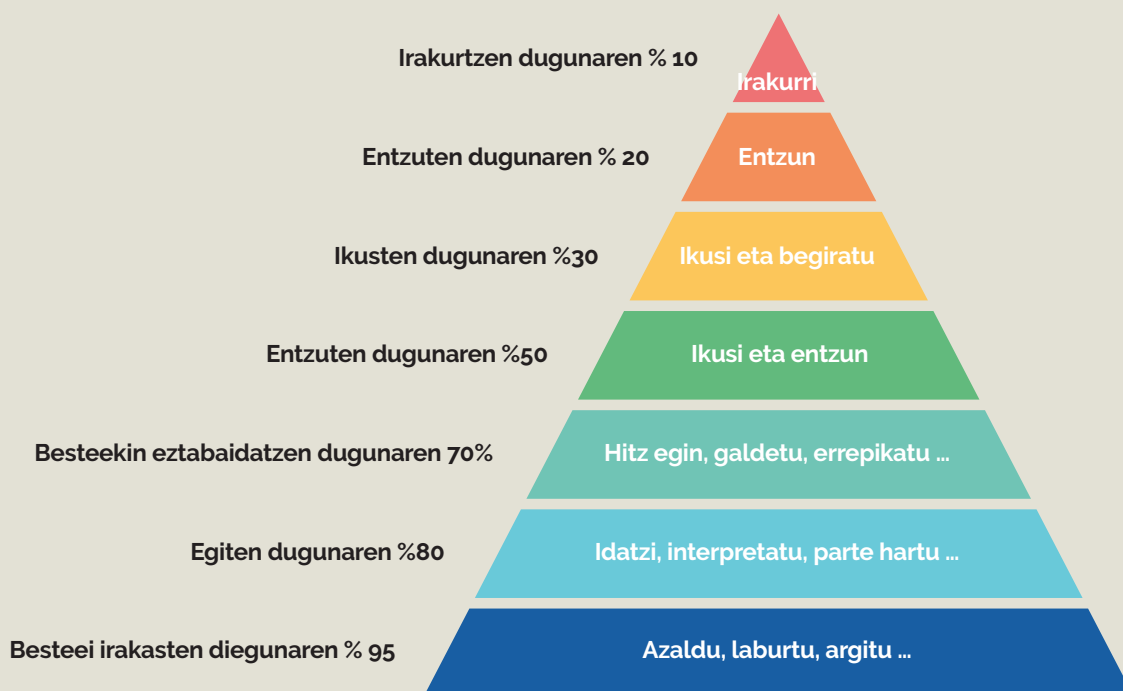 Irakurtzen dugunaren % 10
Irakurri
Entzuten dugunaren % 20
Entzun
Ikusten dugunaren %30
Ikusi eta begiratu
Entzuten dugunaren %50
Ikusi eta entzun
Besteekin eztabaidatzen dugunaren 70%
Hitz egin, galdetu, errepikatu ...
Egiten dugunaren %80
Idatzi, interpretatu, parte hartu ...
Besteei irakasten diegunaren % 95
Azaldu, laburtu, argitu ...